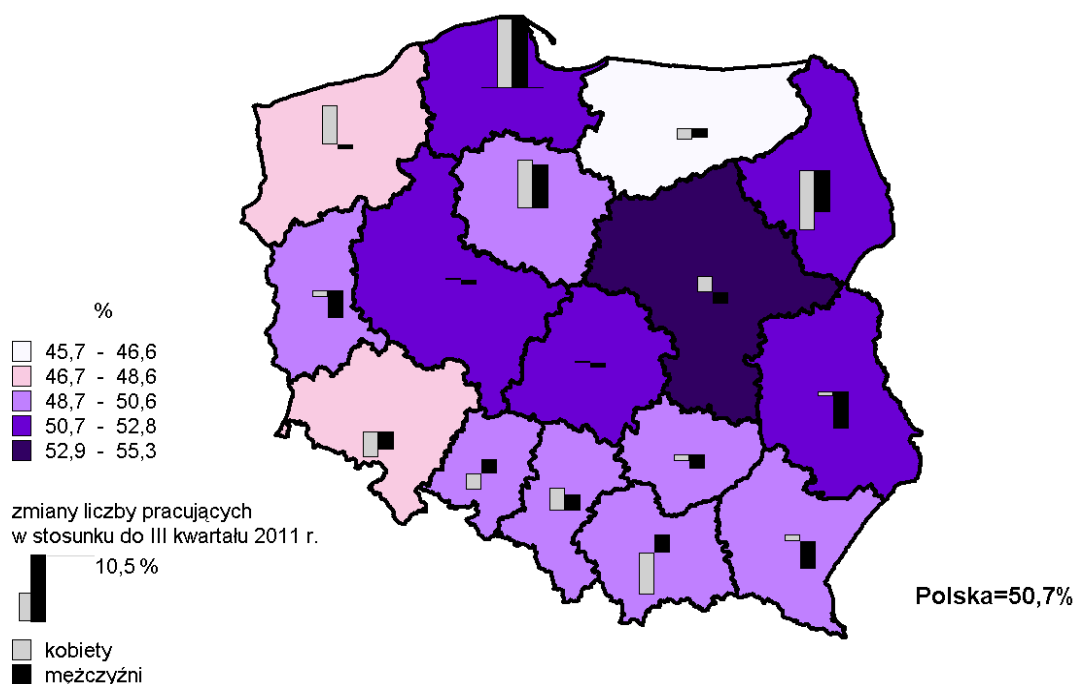 %
45,7 - 46,6
46,7 - 48,6
48,7 - 50,6
50,7 - 52,8
52,9 - 55,3
zmiany liczby pracujących
w stosunku do III kwartału 2011 r.
10,5 %
kobiety
mężczyźni
Polska=50,7%